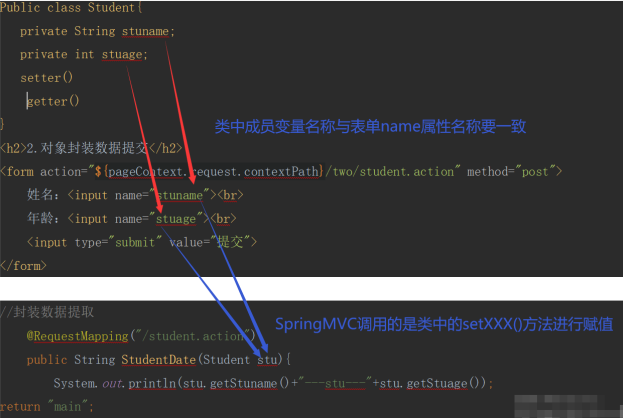 Public class Student{
private String stuname;
private int stuage;
setter()
getter()
}
类中成员变量名称与表单name属性名称要一致
<h2>2.对象封装数据提交</h2>
<form action="${pageContext.request.contextPath}/two/student.action" method="post">
姓名：<input name="stuname"><br>
年龄：<input name="stuage"><br>
<input type="submit" value="提交">
</form>
//封装数据提取
SpringMVC调用的是类中的setXXX()方法进行赋值
@RequestMapping("/student.action")
public String StudentDate(Student stu){
System.out.println(stu.getStuname()+"---stu---"+stu.getStuage());
return "main";